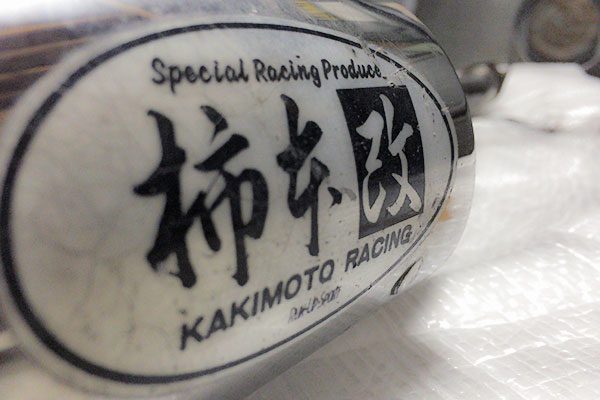 Special Racing Produce
柿本改
KAKIMOTO RACING